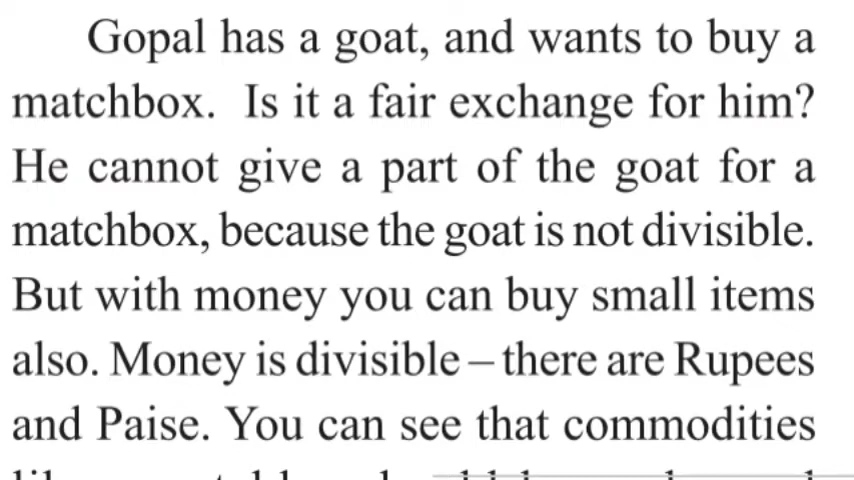 Gopal has a goat, and wants to buy a
matchbox. Is it a fair exchange for him?
He cannot give a part of the goat for a
matchbox, because the goat is not divisible.
But with money you can buy small items
also. Money is divisible – there are Rupees
and Paise. You can see that commodities